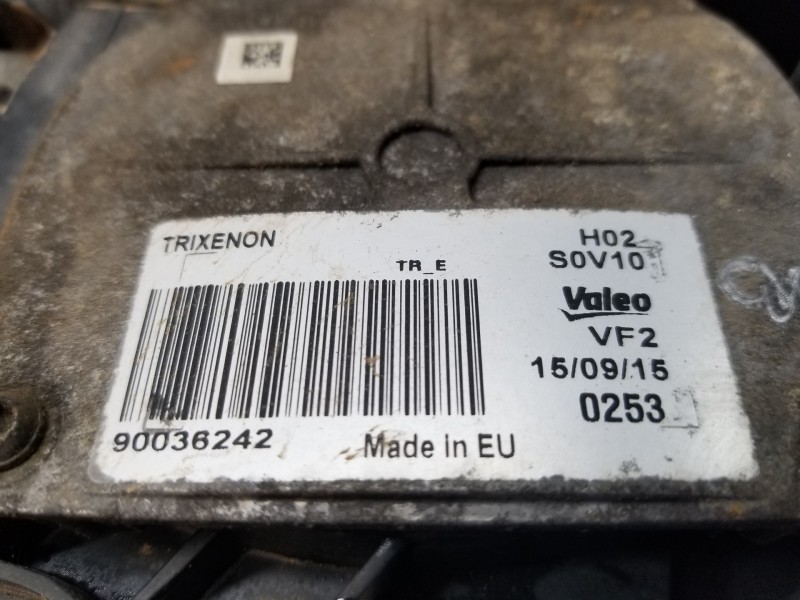 TRIXENON
H02
TR_E
S0V10
Valeo
VF2
15/09/15
0253
90036242
Made in EU